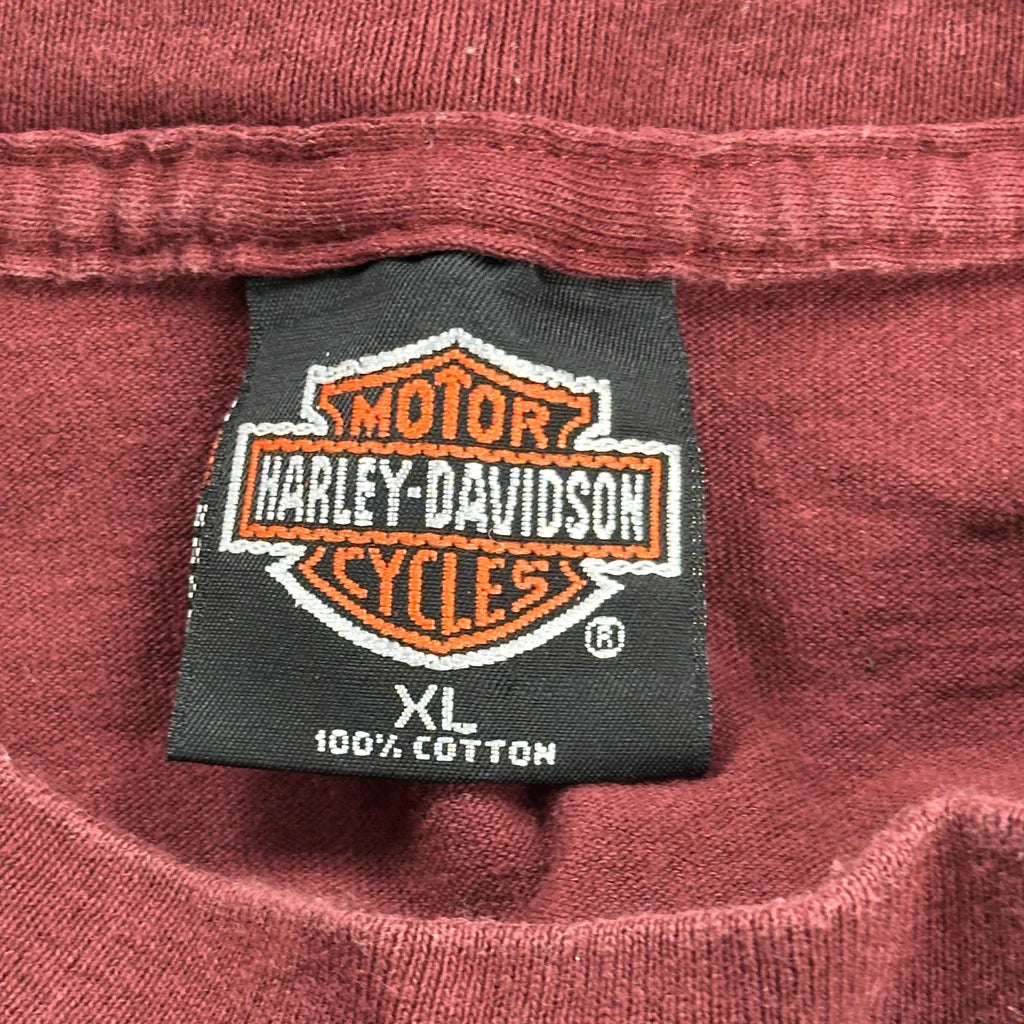 MOTOR
HARLEY-DAVIDSON
CYCLES
®
XL
100% COTTON